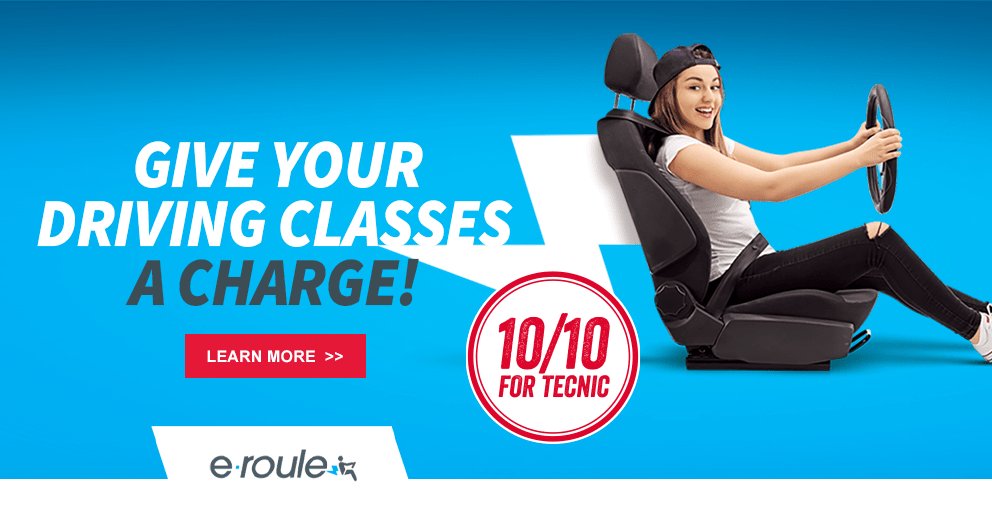 GIVE YOUR
DRIVING CLASSES
A CHARGE!
LEARN MORE >>
10/10
FOR TECNIC
e·roule